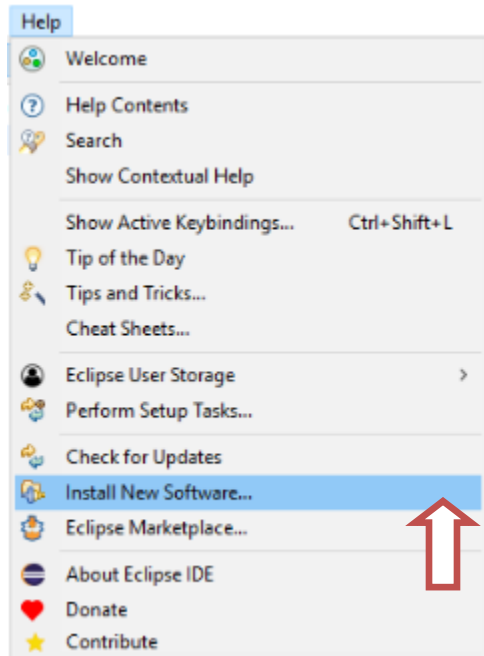 Help
Welcome
Help Contents
Search
Show Contextual Help
Show Active Keybindings... Ctrl+Shift+L
Tip of the Day
Tips and Tricks...
Cheat Sheets...
Eclipse User Storage
Perform Setup Tasks...
Check for Updates
Install New Software...
Eclipse Marketplace...
About Eclipse IDE
Donate
Contribute